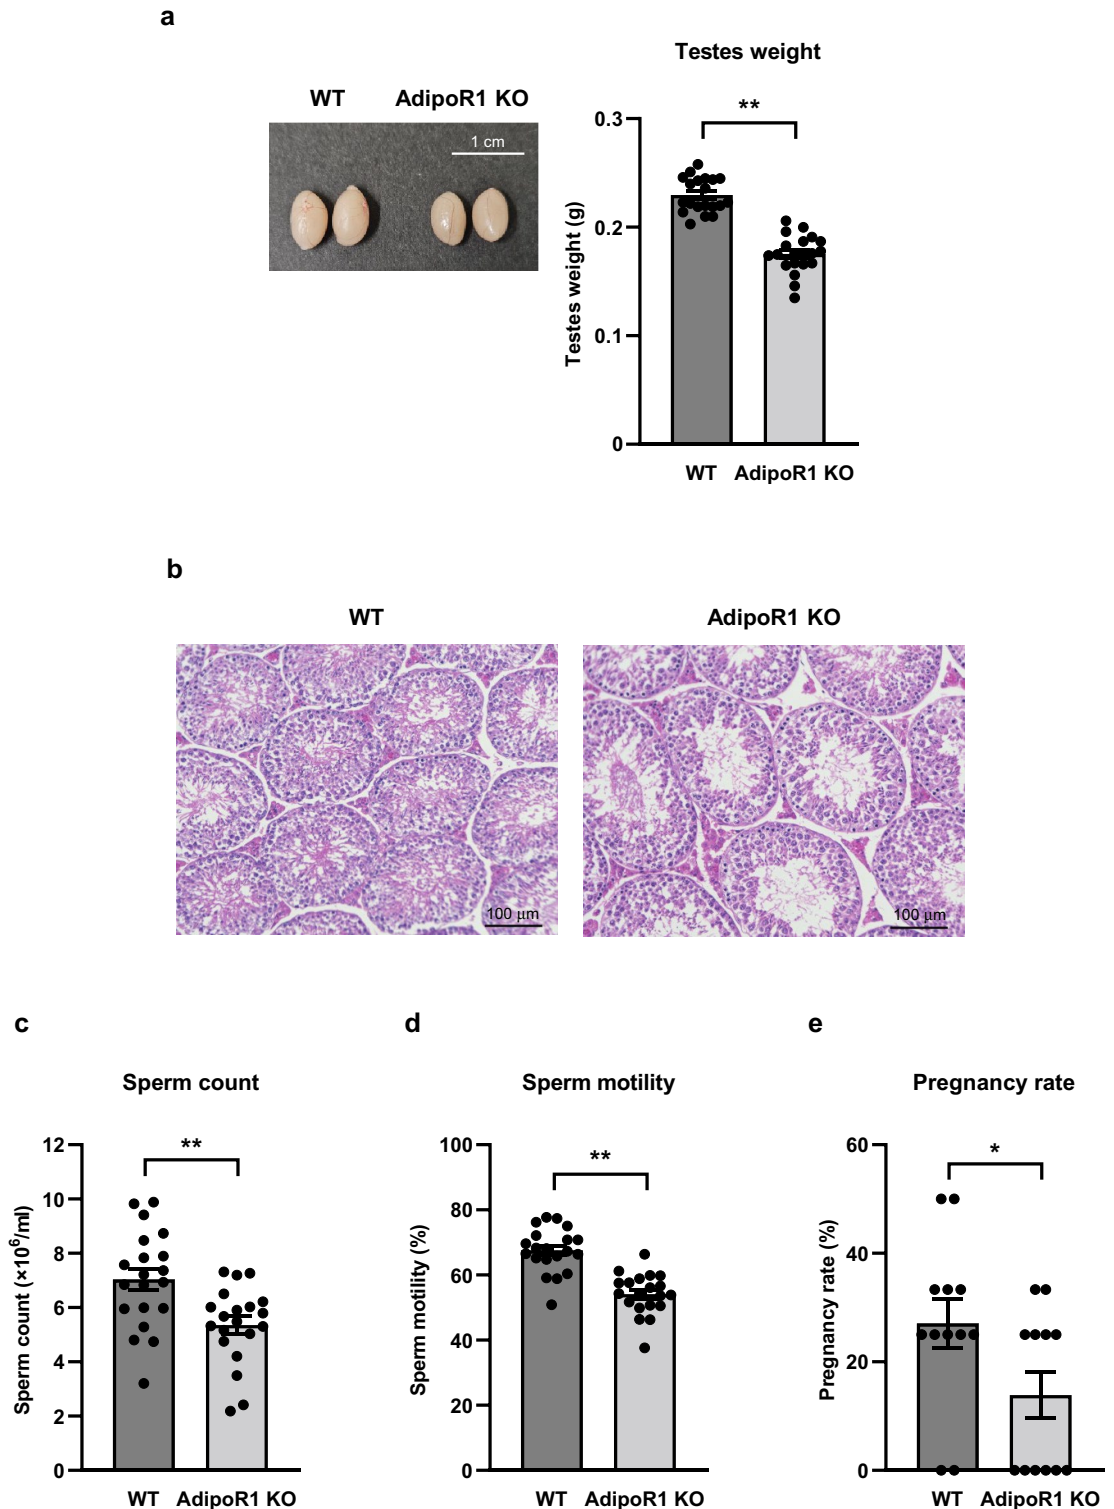 a
Testes weight
WT AdipoR1 KO
1 cm
**
Testes weight (g)
0.3
0.2
0.1
0
WT AdipoR1 KO
b
WT AdipoR1 KO
100 μm
100 μm
c
Sperm count
**
Sperm count (×10⁶/ml)
12
10
8
6
4
2
0
WT AdipoR1 KO
d
Sperm motility
**
Sperm motility (%)
100
80
60
40
20
0
WT AdipoR1 KO
e
Pregnancy rate
*
Pregnancy rate (%)
60
40
20
0
WT AdipoR1 KO